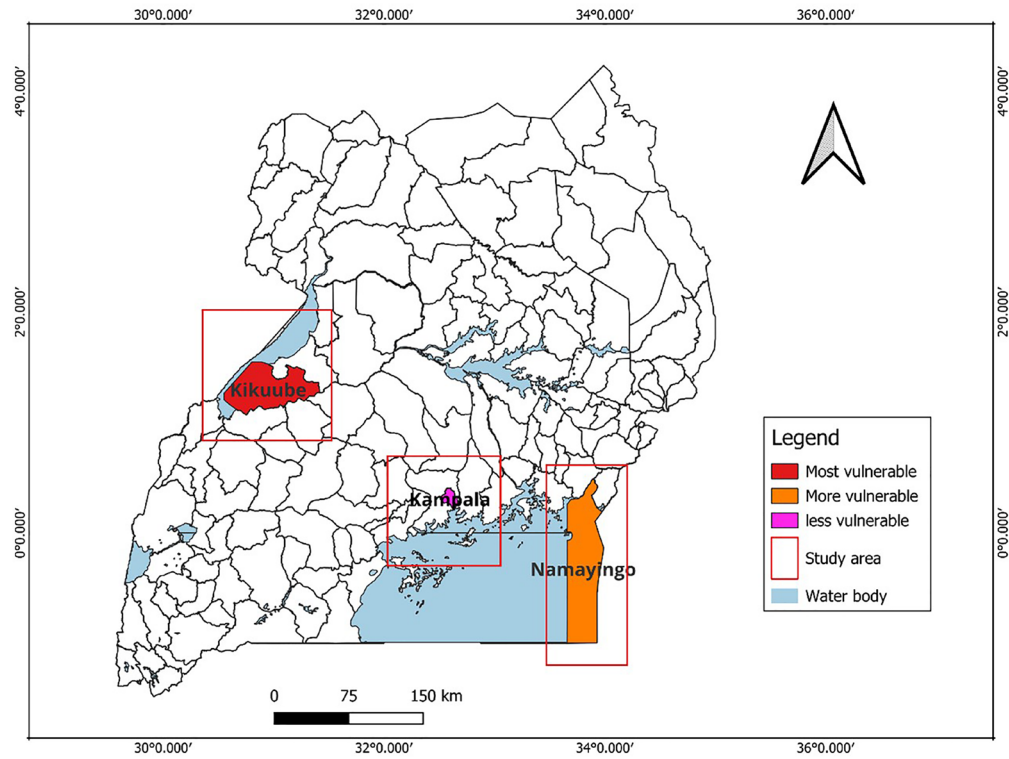 30°0.000′ 32°0.000′ 34°0.000′ 36°0.000′
4°0.000′ 4°0.000′
2°0.000′ 2°0.000′
Kikuube
Kampala
0°0.000′ 0°0.000′
Namayingo
Legend
Most vulnerable
More vulnerable
less vulnerable
Study area
Water body
0 75 150 km
30°0.000′ 32°0.000′ 34°0.000′ 36°0.000′